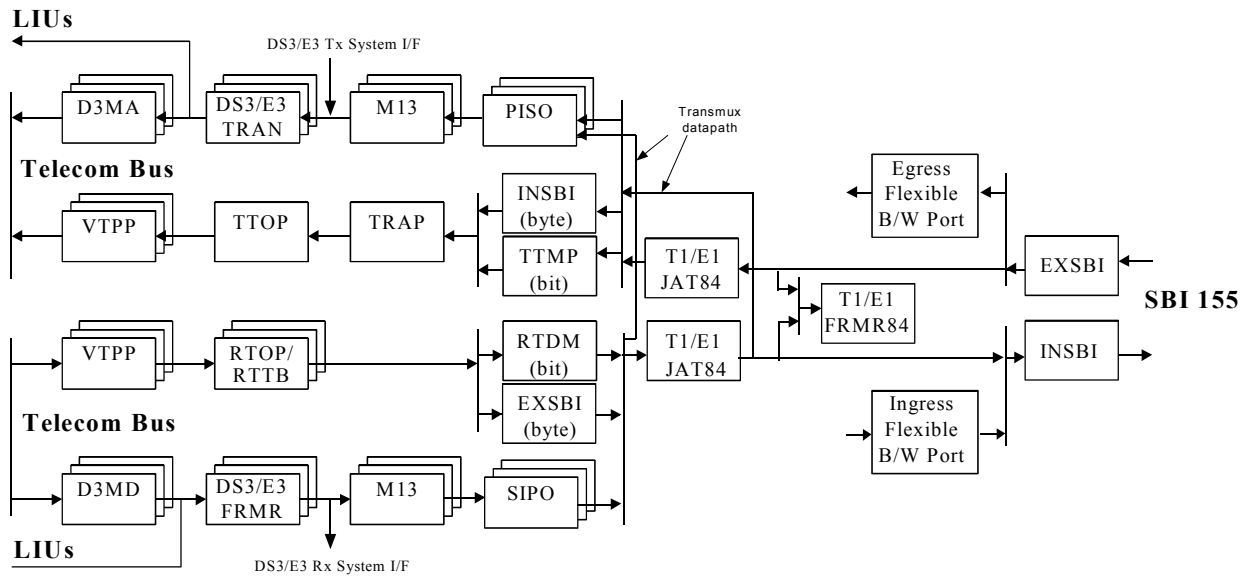 LIUs
DS3/E3 Tx System I/F
D3MA
DS3/E3
TRAN
M13
PISO
Transmux
datapath
Telecom Bus
VTPP
TTOP
TRAP
INSBI
(byte)
TTMP
(bit)
T1/E1
JAT84
Egress
Flexible
B/W Port
EXSBI
T1/E1
FRMR84
SBI 155
VTPP
RTOP/
RTTB
RTDM
(bit)
EXSBI
(byte)
T1/E1
JAT84
INSBI
Ingress
Flexible
B/W Port
Telecom Bus
D3MD
DS3/E3
FRMR
M13
SIPO
LIUs
DS3/E3 Rx System I/F